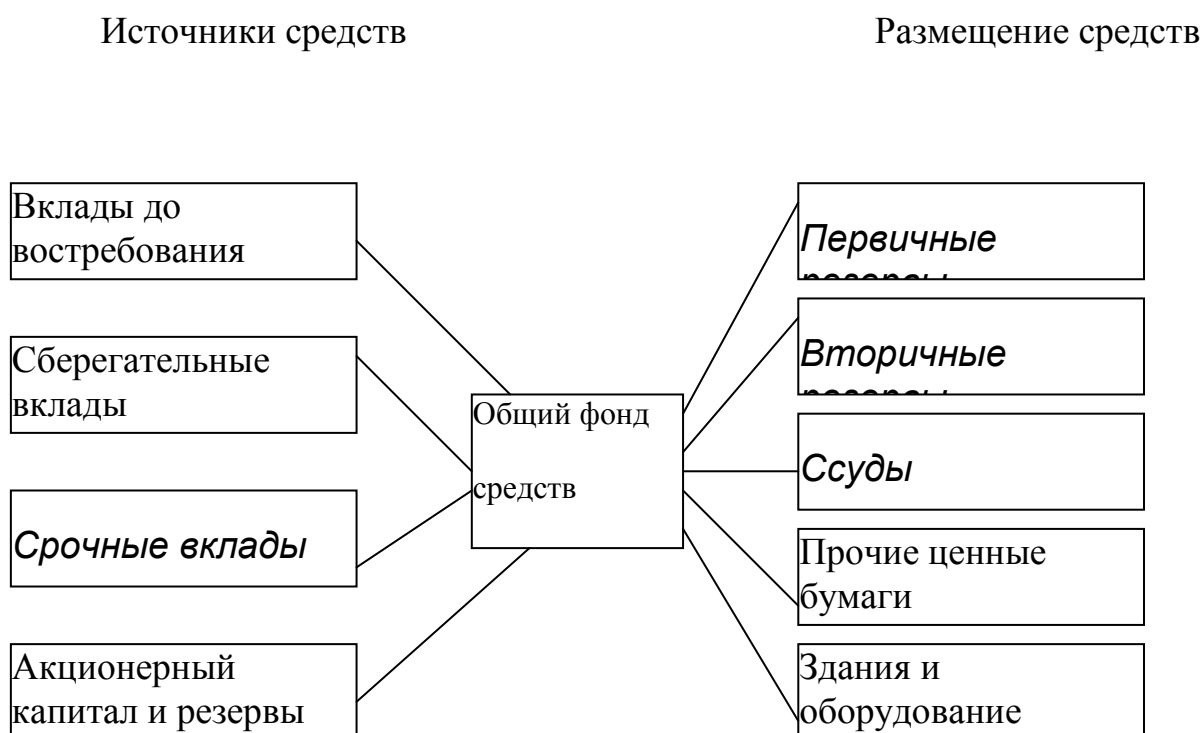 Источники средств
Размещение средств
Вклады до
востребования
Сберегательные
вклады
Срочные вклады
Акционерный
капитал и резервы
Общий фонд
средств
Первичные
Вторичные
Ссуды
Прочие ценные
бумаги
Здания и
оборудование